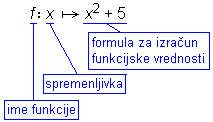 f: x ↦ x² + 5
formula za izračun
funkcijske vrednosti
spremenljivka
ime funkcije